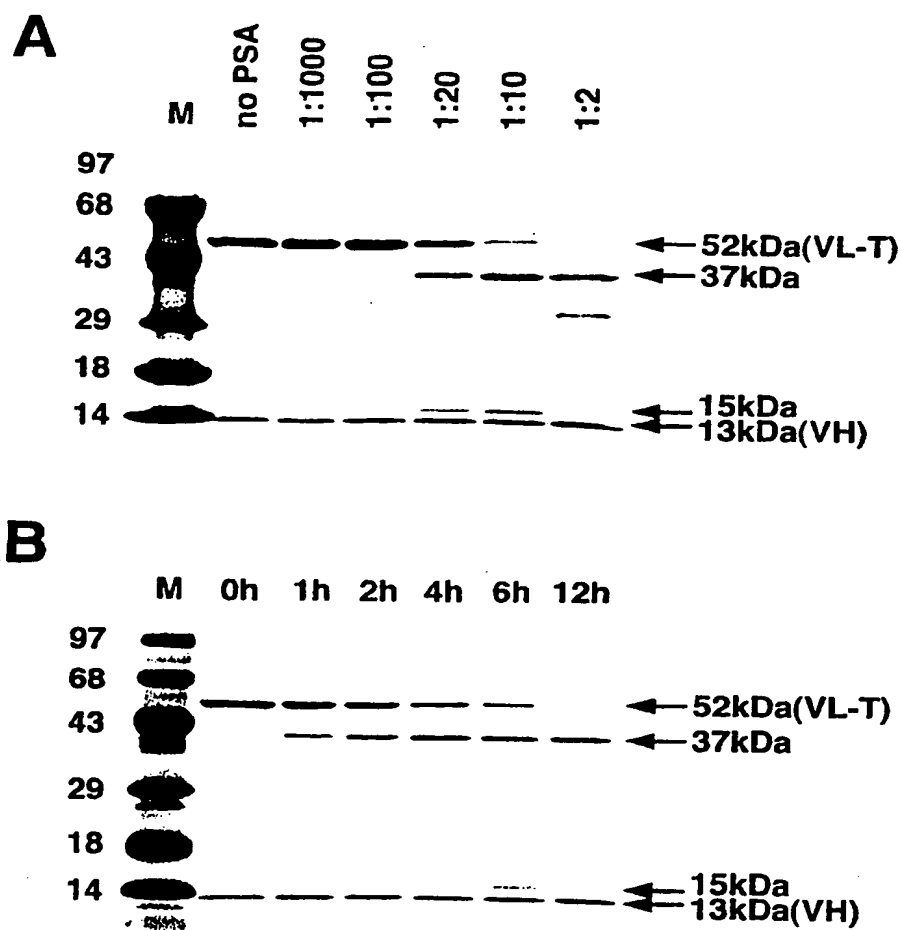 A
M no PSA 1:1000 1:100 1:20 1:10 1:2
97
68
52kDa(VL-T)
43
37kDa
29
18
14
15kDa
13kDa(VH)
B
M 0h 1h 2h 4h 6h 12h
97
68
52kDa(VL-T)
43
37kDa
29
18
14
15kDa
13kDa(VH)